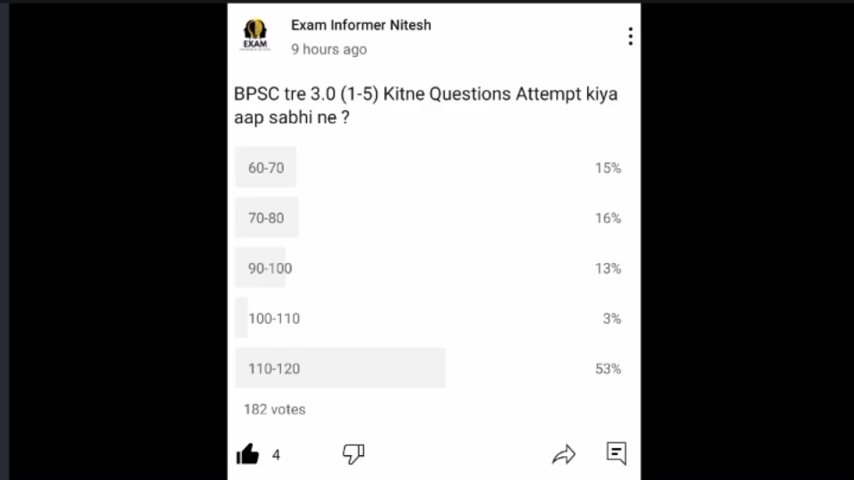 Exam Informer Nitesh
EXAM
9 hours ago
BPSC tre 3.0 (1-5) Kitne Questions Attempt kiya
aap sabhi ne ?
60-70 15%
70-80 16%
90-100 13%
100-110 3%
110-120 53%
182 votes
4